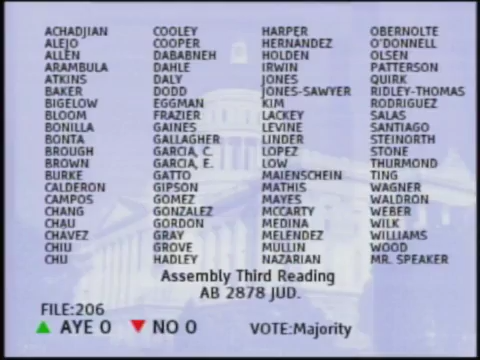 ACHADJIAN COOLEY HARPER OBERNOLTE
ALEJO COOPER HERNANDEZ O'DONNELL
ALLEN DABABNEH HOLDEN OLSEN
ARAMBULA DAHLE IRWIN PATTERSON
ATKINS DALY JONES QUIRK
BAKER DODD JONES-SAWYER RIDLEY-THOMAS
BIGELOW EGGMAN KIM RODRIGUEZ
BLOOM FRAZIER LACKEY SALAS
BONILLA GAINES LEVINE SANTIAGO
BONTA GALLAGHER LINDER STEINORTH
BROUGH GARCIA, C. LOPEZ STONE
BROWN GARCIA, E. LOW THURMOND
BURKE GATTO MAIENSCHEIN TING
CALDERON GIPSON MATHIS WAGNER
CAMPOS GOMEZ MAYES WALDRON
CHANG GONZALEZ MCCARTY WEBER
CHAU GORDON MEDINA WILK
CHAVEZ GRAY MELENDEZ WILLIAMS
CHIU GROVE MULLIN WOOD
CHU HADLEY NAZARIAN MR. SPEAKER
Assembly Third Reading
AB 2878 JUD.
FILE:206
AYE 0 NO 0 VOTE:Majority